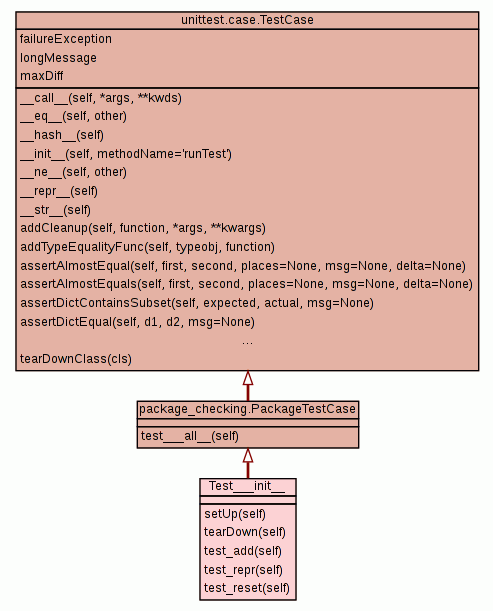 unittest.case.TestCase
failureException
longMessage
maxDiff
__call__(self, *args, **kwds)
__eq__(self, other)
__hash__(self)
__init__(self, methodName='runTest')
__ne__(self, other)
__repr__(self)
__str__(self)
addCleanup(self, function, *args, **kwargs)
addTypeEqualityFunc(self, typeobj, function)
assertAlmostEqual(self, first, second, places=None, msg=None, delta=None)
assertAlmostEquals(self, first, second, places=None, msg=None, delta=None)
assertDictContainsSubset(self, expected, actual, msg=None)
assertDictEqual(self, d1, d2, msg=None)
...
tearDownClass(cls)
package_checking.PackageTestCase
test___all__(self)
Test___init__
setUp(self)
tearDown(self)
test_add(self)
test_repr(self)
test_reset(self)